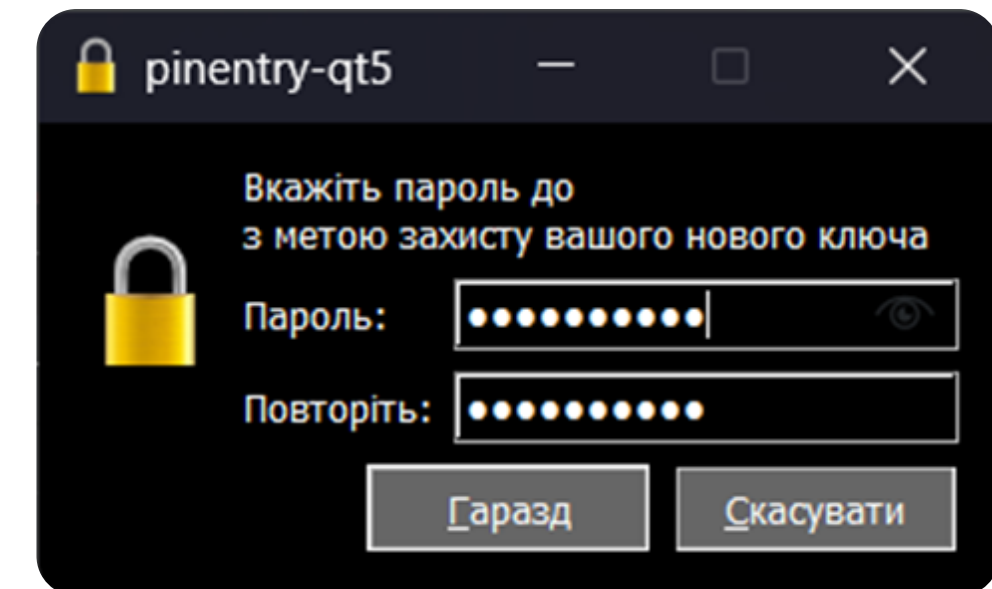 pinentry-qt5
Вкажіть пароль до
з метою захисту вашого нового ключа
Пароль: ●●●●●●●●●●
Повторіть: ●●●●●●●●●●
Гаразд Скасувати